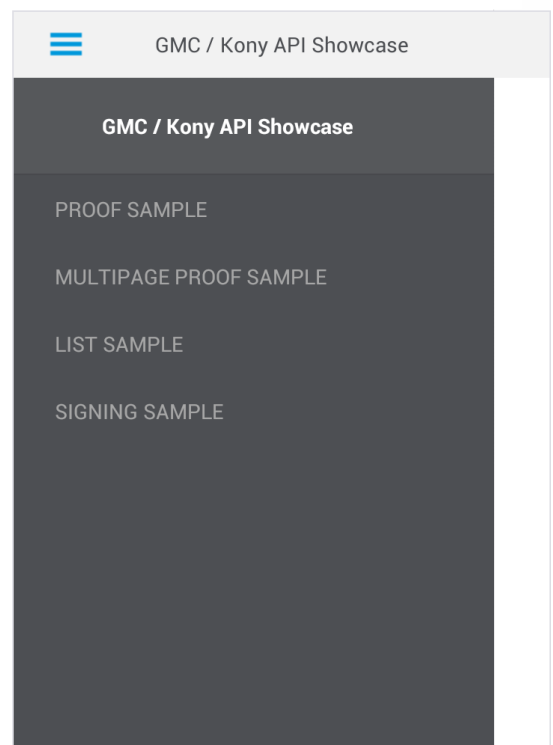 GMC / Kony API Showcase
GMC / Kony API Showcase
PROOF SAMPLE
MULTIPAGE PROOF SAMPLE
LIST SAMPLE
SIGNING SAMPLE